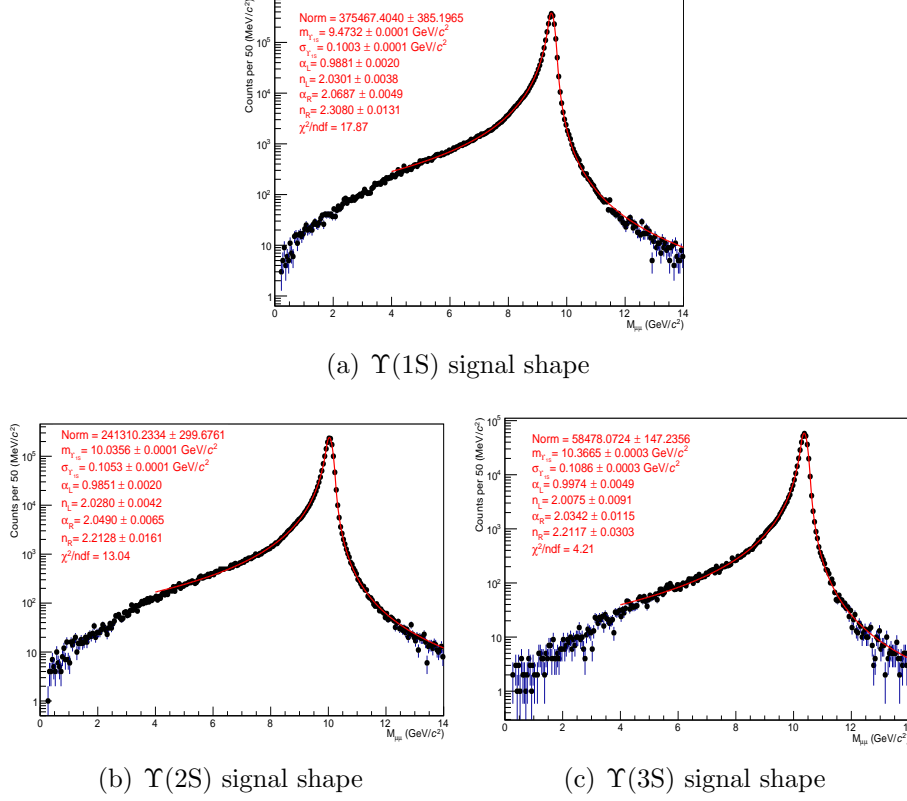 Counts per 50 (MeV/c²)
Norm = 375467.4040 ± 385.1965
m_ϒ1S = 9.4732 ± 0.0001 GeV/c²
σ_ϒ1S = 0.1003 ± 0.0001 GeV/c²
α_L = 0.9881 ± 0.0020
n_L = 2.0301 ± 0.0038
α_R = 2.0687 ± 0.0049
n_R = 2.3080 ± 0.0131
χ²/ndf = 17.87
10⁵
10⁴
10³
10²
10
1
0 2 4 6 8 10 12 14
M_μμ (GeV/c²)
(a) ϒ(1S) signal shape
Counts per 50 (MeV/c²)
Norm = 241310.2334 ± 299.6761
m_ϒ1S = 10.0356 ± 0.0001 GeV/c²
σ_ϒ1S = 0.1053 ± 0.0001 GeV/c²
α_L = 0.9851 ± 0.0020
n_L = 2.0280 ± 0.0042
α_R = 2.0490 ± 0.0065
n_R = 2.2128 ± 0.0161
χ²/ndf = 13.04
10⁵
10⁴
10³
10²
10
1
0 2 4 6 8 10 12 14
M_μμ (GeV/c²)
(b) ϒ(2S) signal shape
Counts per 50 (MeV/c²)
Norm = 58478.0724 ± 147.2356
m_ϒ1S = 10.3665 ± 0.0003 GeV/c²
σ_ϒ1S = 0.1086 ± 0.0003 GeV/c²
α_L = 0.9974 ± 0.0049
n_L = 2.0075 ± 0.0091
α_R = 2.0342 ± 0.0115
n_R = 2.2117 ± 0.0303
χ²/ndf = 4.21
10⁵
10⁴
10³
10²
10
1
0 2 4 6 8 10 12 14
M_μμ (GeV/c²)
(c) ϒ(3S) signal shape